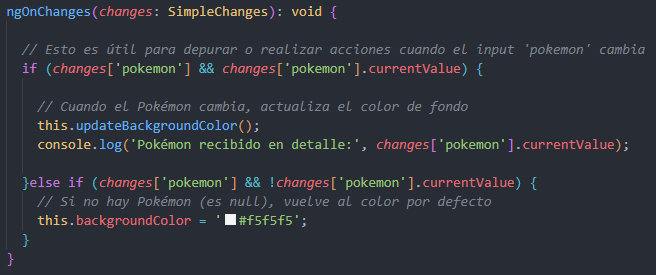 ngOnChanges(changes: SimpleChanges): void {
// Esto es útil para depurar o realizar acciones cuando el input 'pokemon' cambia
if (changes['pokemon'] && changes['pokemon'].currentValue) {
// Cuando el Pokémon cambia, actualiza el color de fondo
this.updateBackgroundColor();
console.log('Pokémon recibido en detalle:', changes['pokemon'].currentValue);
}else if (changes['pokemon'] && !changes['pokemon'].currentValue) {
// Si no hay Pokémon (es null), vuelve al color por defecto
this.backgroundColor = '#f5f5f5';
}
}